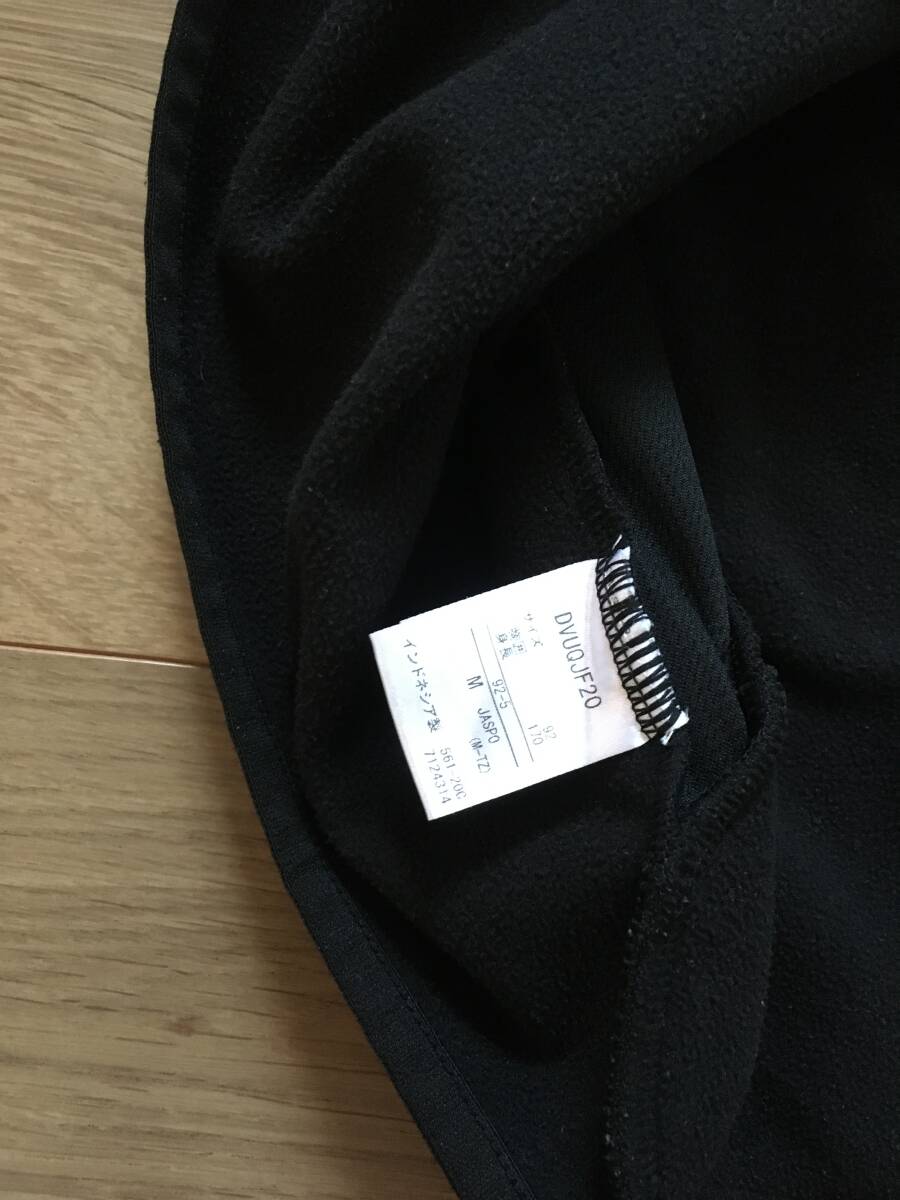 DVUQJF20
サイズ
胸囲 92
身長 170
92-5
M JASPO
(M-TZ)
インドネシア製 561-20C
7124314